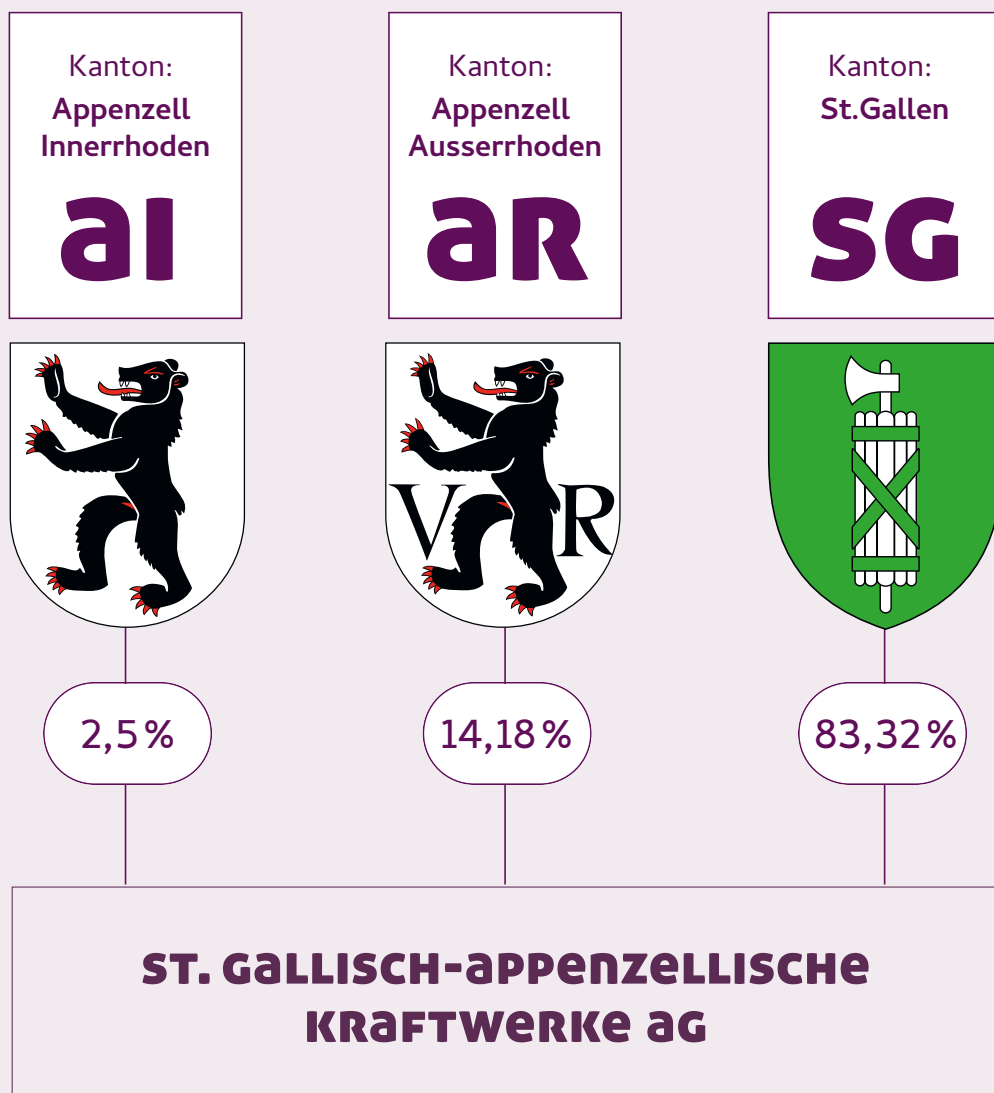 Kanton:
Appenzell
Innerrhoden
aI
Kanton:
Appenzell
Ausserrhoden
aR
Kanton:
St.Gallen
SG
V R
2,5 %
14,18 %
83,32 %
ST. GaLLISCH-aPPenzeLLISCHe
KRaFTWeRKe aG